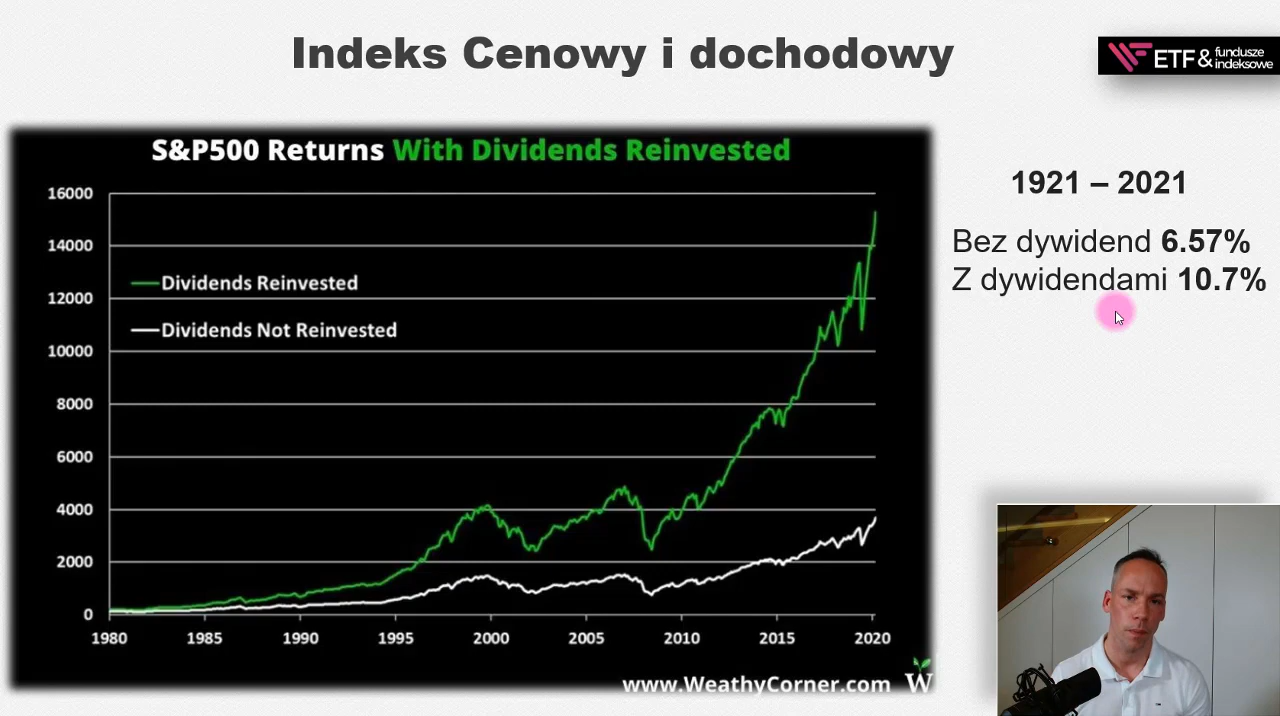 Indeks Cenowy i dochodowy
ETF& fundusze indeksowe
S&P500 Returns With Dividends Reinvested
16000
14000
12000
10000
8000
6000
4000
2000
0
Dividends Reinvested
Dividends Not Reinvested
1980 1985 1990 1995 2000 2005 2010 2015 2020
www.WeathyCorner.com W
1921 – 2021
Bez dywidend 6.57%
Z dywidendami 10.7%